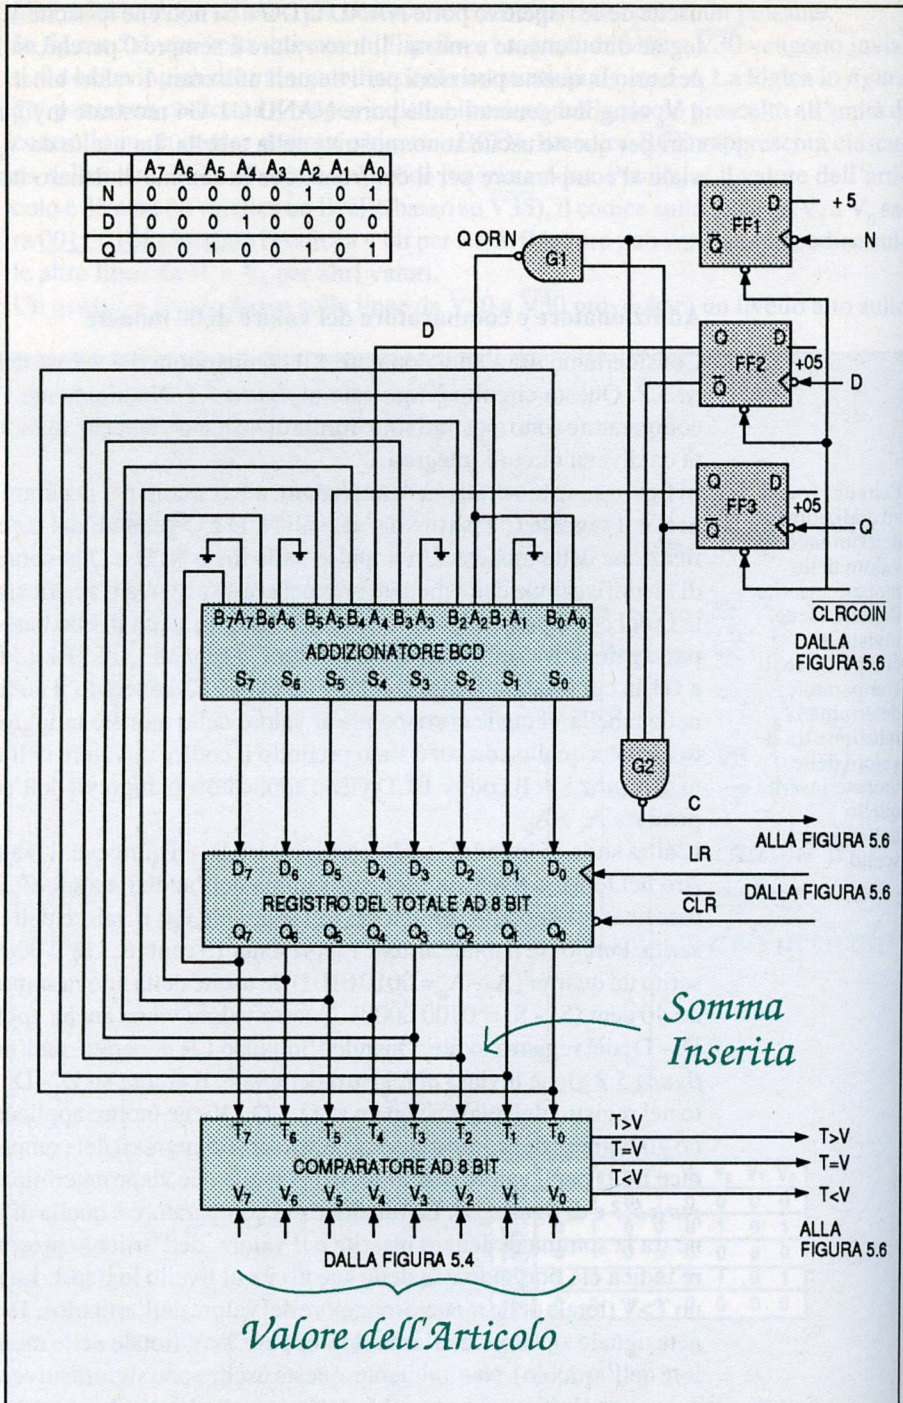 A7 A6 A5 A4 A3 A2 A1 A0
N 0 0 0 0 0 1 0 1
D 0 0 0 1 0 0 0 0
Q 0 0 1 0 0 1 0 1
Q OR N
G1
Q D
FF1
Q̅
+5
N
D
Q D
FF2
Q̅
+05
D
Q D
FF3
Q̅
+05
Q
CLRCOIN
DALLA
FIGURA 5.6
B7 A7 B6 A6 B5 A5 B4 A4 B3 A3 B2 A2 B1 A1 B0 A0
ADDIZIONATORE BCD
S7 S6 S5 S4 S3 S2 S1 S0
G2
C
ALLA FIGURA 5.6
LR
DALLA FIGURA 5.6
CLR
D7 D6 D5 D4 D3 D2 D1 D0
REGISTRO DEL TOTALE AD 8 BIT
Q7 Q6 Q5 Q4 Q3 Q2 Q1 Q0
Somma
Inserita
T7 T6 T5 T4 T3 T2 T1 T0
COMPARATORE AD 8 BIT
V7 V6 V5 V4 V3 V2 V1 V0
T>V T>V
T=V T=V
T<V T<V
ALLA
FIGURA 5.6
DALLA FIGURA 5.4
Valore dell'Articolo